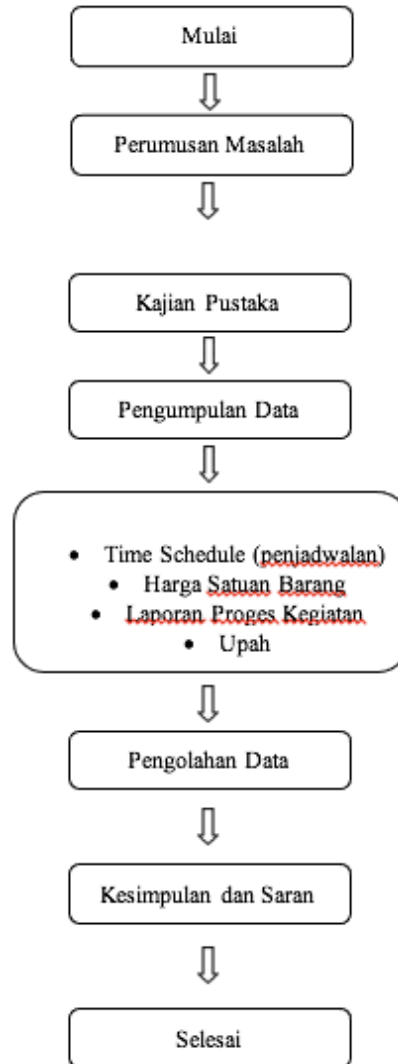 Mulai
Perumusan Masalah
Kajian Pustaka
Pengumpulan Data
• Time Schedule (penjadwalan)
• Harga Satuan Barang
• Laporan Proges Kegiatan
• Upah
Pengolahan Data
Kesimpulan dan Saran
Selesai